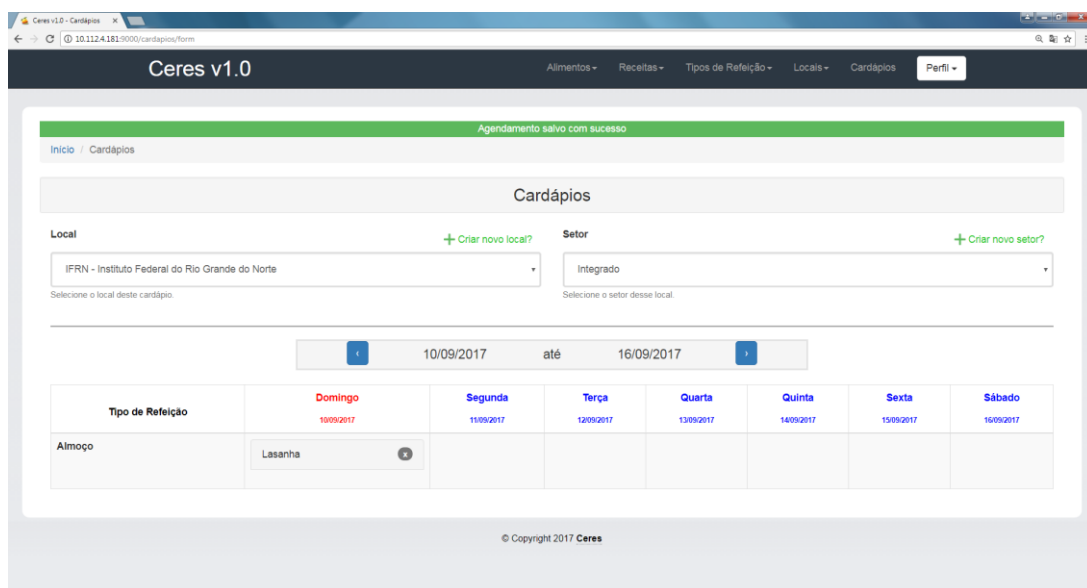 Ceres v1.0 - Cardápios
10.112.4.181:9000/cardapios/form
Ceres v1.0 Alimentos Receitas Tipos de Refeição Locais Cardápios Perfil
Agendamento salvo com sucesso
Início / Cardápios
Cardápios
Local + Criar novo local? Setor + Criar novo setor?
IFRN - Instituto Federal do Rio Grande do Norte Integrado
Selecione o local deste cardápio. Selecione o setor desse local.
‹ 10/09/2017 até 16/09/2017 ›
Tipo de Refeição Domingo Segunda Terça Quarta Quinta Sexta Sábado
10/09/2017 11/09/2017 12/09/2017 13/09/2017 14/09/2017 15/09/2017 16/09/2017
Almoço Lasanha x
© Copyright 2017 Ceres